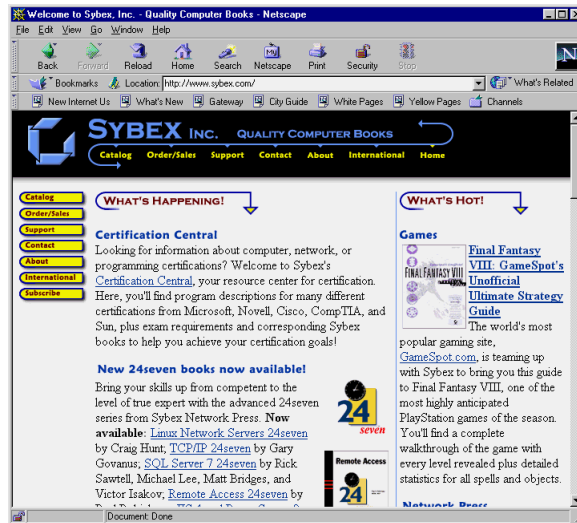 Welcome to Sybex, Inc. - Quality Computer Books - Netscape
File Edit View Go Window Help
Back Forward Reload Home Search Netscape Print Security Stop
N
Bookmarks Location: http://www.sybex.com/ What's Related
New Internet Us What's New Gateway City Guide White Pages Yellow Pages Channels
SYBEX INC. QUALITY COMPUTER BOOKS
Catalog Order/Sales Support Contact About International Home
Catalog
Order/Sales
Support
Contact
About
International
Subscribe
WHAT'S HAPPENING!
Certification Central
Looking for information about computer, network, or
programming certifications? Welcome to Sybex's
Certification Central, your resource center for certification.
Here, you'll find program descriptions for many different
certifications from Microsoft, Novell, Cisco, CompTIA, and
Sun, plus exam requirements and corresponding Sybex
books to help you achieve your certification goals!
New 24seven books now available!
Bring your skills up from competent to the
level of true expert with the advanced 24seven
series from Sybex Network Press. Now
available: Linux Network Servers 24seven
by Craig Hunt; TCP/IP 24seven by Gary
Govanus; SQL Server 7 24seven by Rick
Sawtell, Michael Lee, Matt Bridges, and
Victor Isakov; Remote Access 24seven by
24
seven
Remote Access
24
WHAT'S HOT!
Games
FINAL FANTASY VIII
Final Fantasy
VIII: GameSpot's
Unofficial
Ultimate Strategy
Guide
The world's most
popular gaming site,
GameSpot.com, is teaming up
with Sybex to bring you this guide
to Final Fantasy VIII, one of the
most highly anticipated
PlayStation games of the season.
You'll find a complete
walkthrough of the game with
every level revealed plus detailed
statistics for all spells and objects.
Network Press
Document: Done